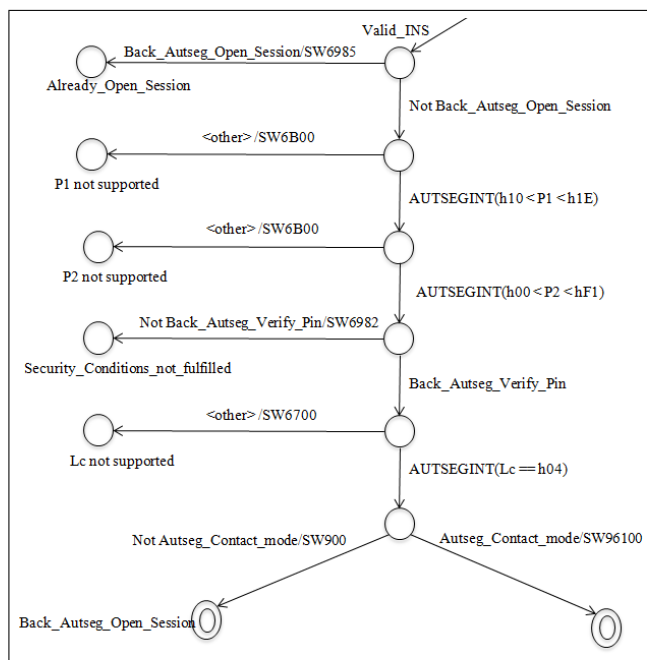 Valid_INS
Back_Autseg_Open_Session/SW6985
Already_Open_Session
Not Back_Autseg_Open_Session
<other>/SW6B00
P1 not supported
AUTSEGINT(h10<P1<h1E)
<other>/SW6B00
P2 not supported
AUTSEGINT(h00<P2<hF1)
Not Back_Autseg_Verify_Pin/SW6982
Security_Conditions_not_fulfilled
Back_Autseg_Verify_Pin
<other>/SW6700
Lc not supported
AUTSEGINT(Lc==h04)
Not Autseg_Contact_mode/SW900
Autseg_Contact_mode/SW96100
Back_Autseg_Open_Session